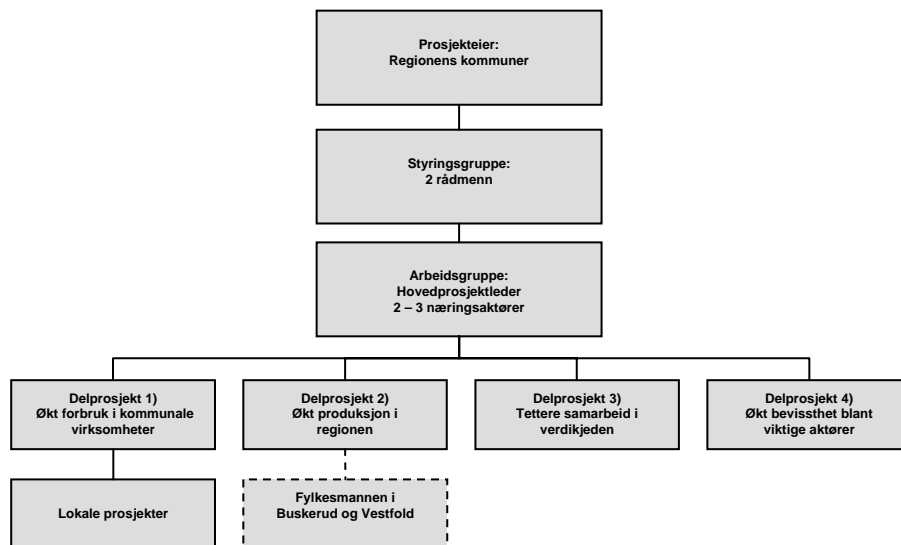 Prosjekteier:
Regionens kommuner
Styringsgruppe:
2 rådmenn
Arbeidsgruppe:
Hovedprosjektleder
2 – 3 næringsaktører
Delprosjekt 1)
Økt forbruk i kommunale
virksomheter
Delprosjekt 2)
Økt produksjon i
regionen
Delprosjekt 3)
Tettere samarbeid i
verdikjeden
Delprosjekt 4)
Økt bevissthet blant
viktige aktører
Lokale prosjekter
Fylkesmannen i
Buskerud og Vestfold